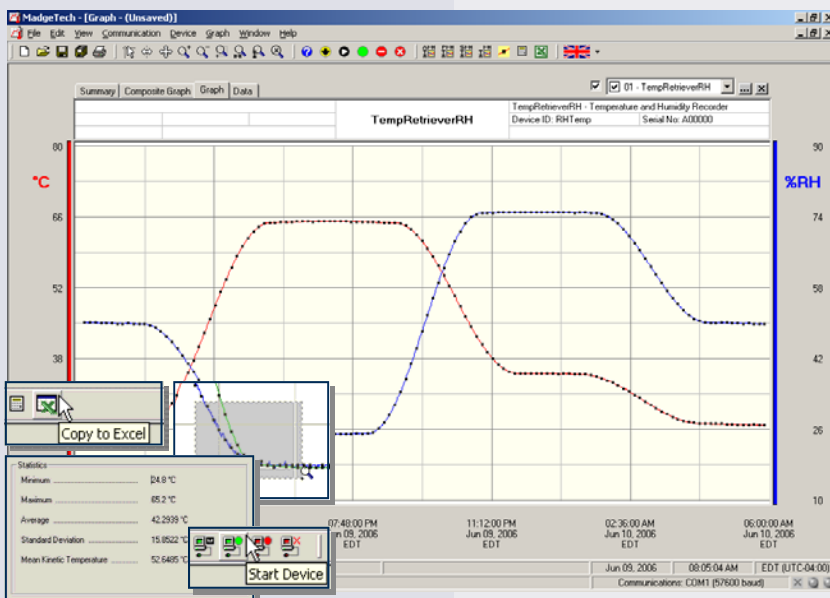 MadgeTech - [Graph - (Unsaved)]
File Edit View Communication Device Graph Window Help
Summary Composite Graph Graph Data
01 - TempRetrieverRH
TempRetrieverRH
TempRetrieverRH - Temperature and Humidity Recorder
Device ID: RHTemp Serial No: A00000
80 90
°C %RH
66 74
52 58
38 42
26
10
Copy to Excel
Statistics
Minimum 24.8 °C
Maximum 65.2 °C
Average 42.2939 °C
Standard Deviation 15.8522 °C
Mean Kinetic Temperature 52.6485 °C
Start Device
07:48:00 PM 11:12:00 PM 02:36:00 AM 06:00:00 AM
Jun 09, 2006 Jun 09, 2006 Jun 10, 2006 Jun 10, 2006
EDT EDT EDT EDT
Jun 09, 2006 08:05:04 AM EDT (UTC-04:00)
Communications: COM1 (57600 baud)